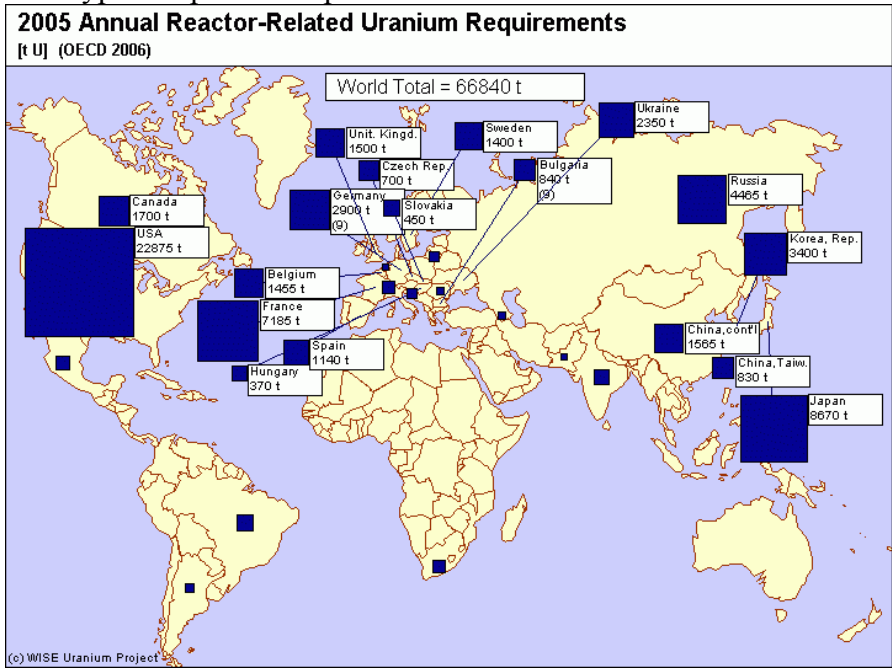 2005 Annual Reactor-Related Uranium Requirements
[t U] (OECD 2006)
World Total = 66840 t
Ukraine
2350 t
Unit. Kingd.
1500 t
Sweden
1400 t
Czech Rep.
700 t
Bulgaria
840 t
(9)
Germany
2900 t
(9)
Slovakia
450 t
Russia
4465 t
Canada
1700 t
USA
22875 t
Korea, Rep.
3400 t
Belgium
1455 t
France
7185 t
Spain
1140 t
Hungary
370 t
China,cont'l.
1565 t
China,Taiw.
830 t
Japan
8670 t
(c) WISE Uranium Project